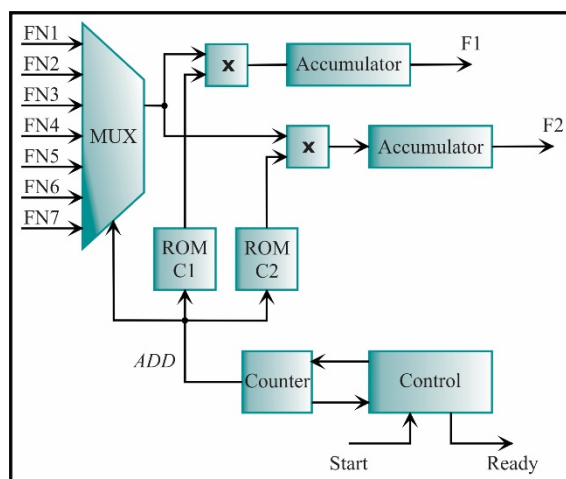 FN1
FN2
FN3
FN4
FN5
FN6
FN7
MUX
x
Accumulator
F1
x
Accumulator
F2
ROM
C1
ROM
C2
ADD
Counter
Control
Start
Ready